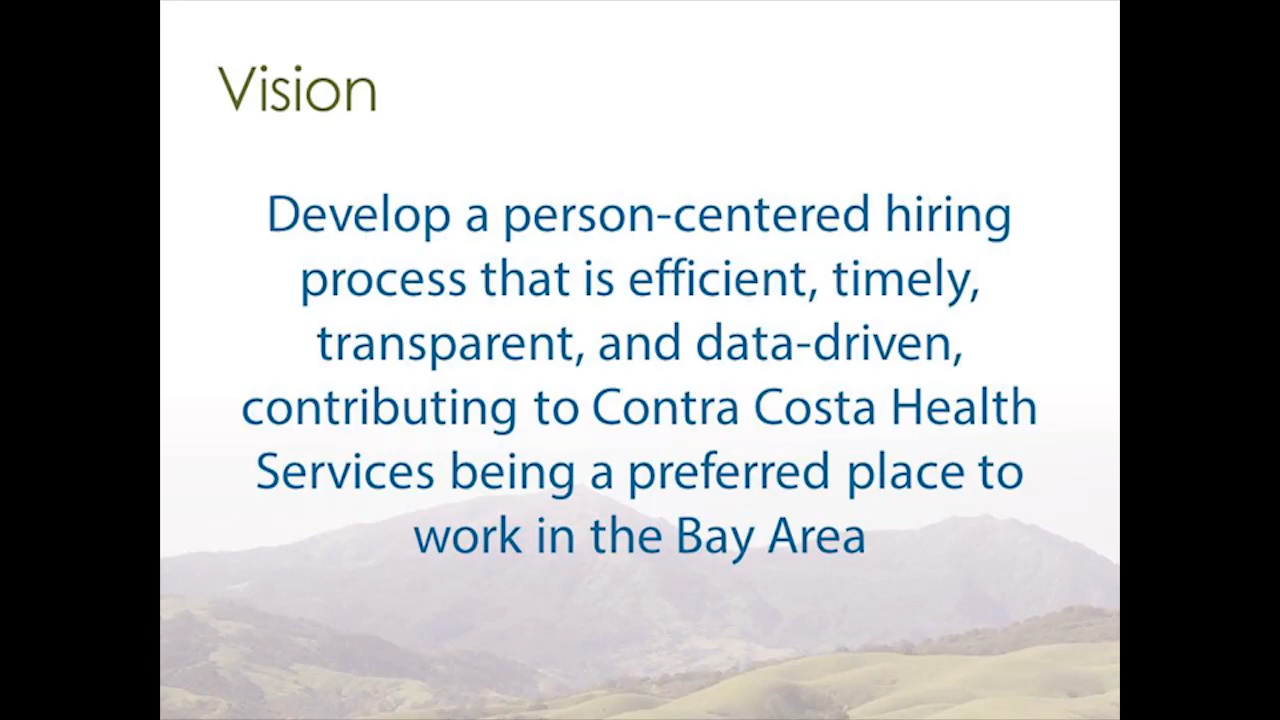 Vision
Develop a person-centered hiring
process that is efficient, timely,
transparent, and data-driven,
contributing to Contra Costa Health
Services being a preferred place to
work in the Bay Area